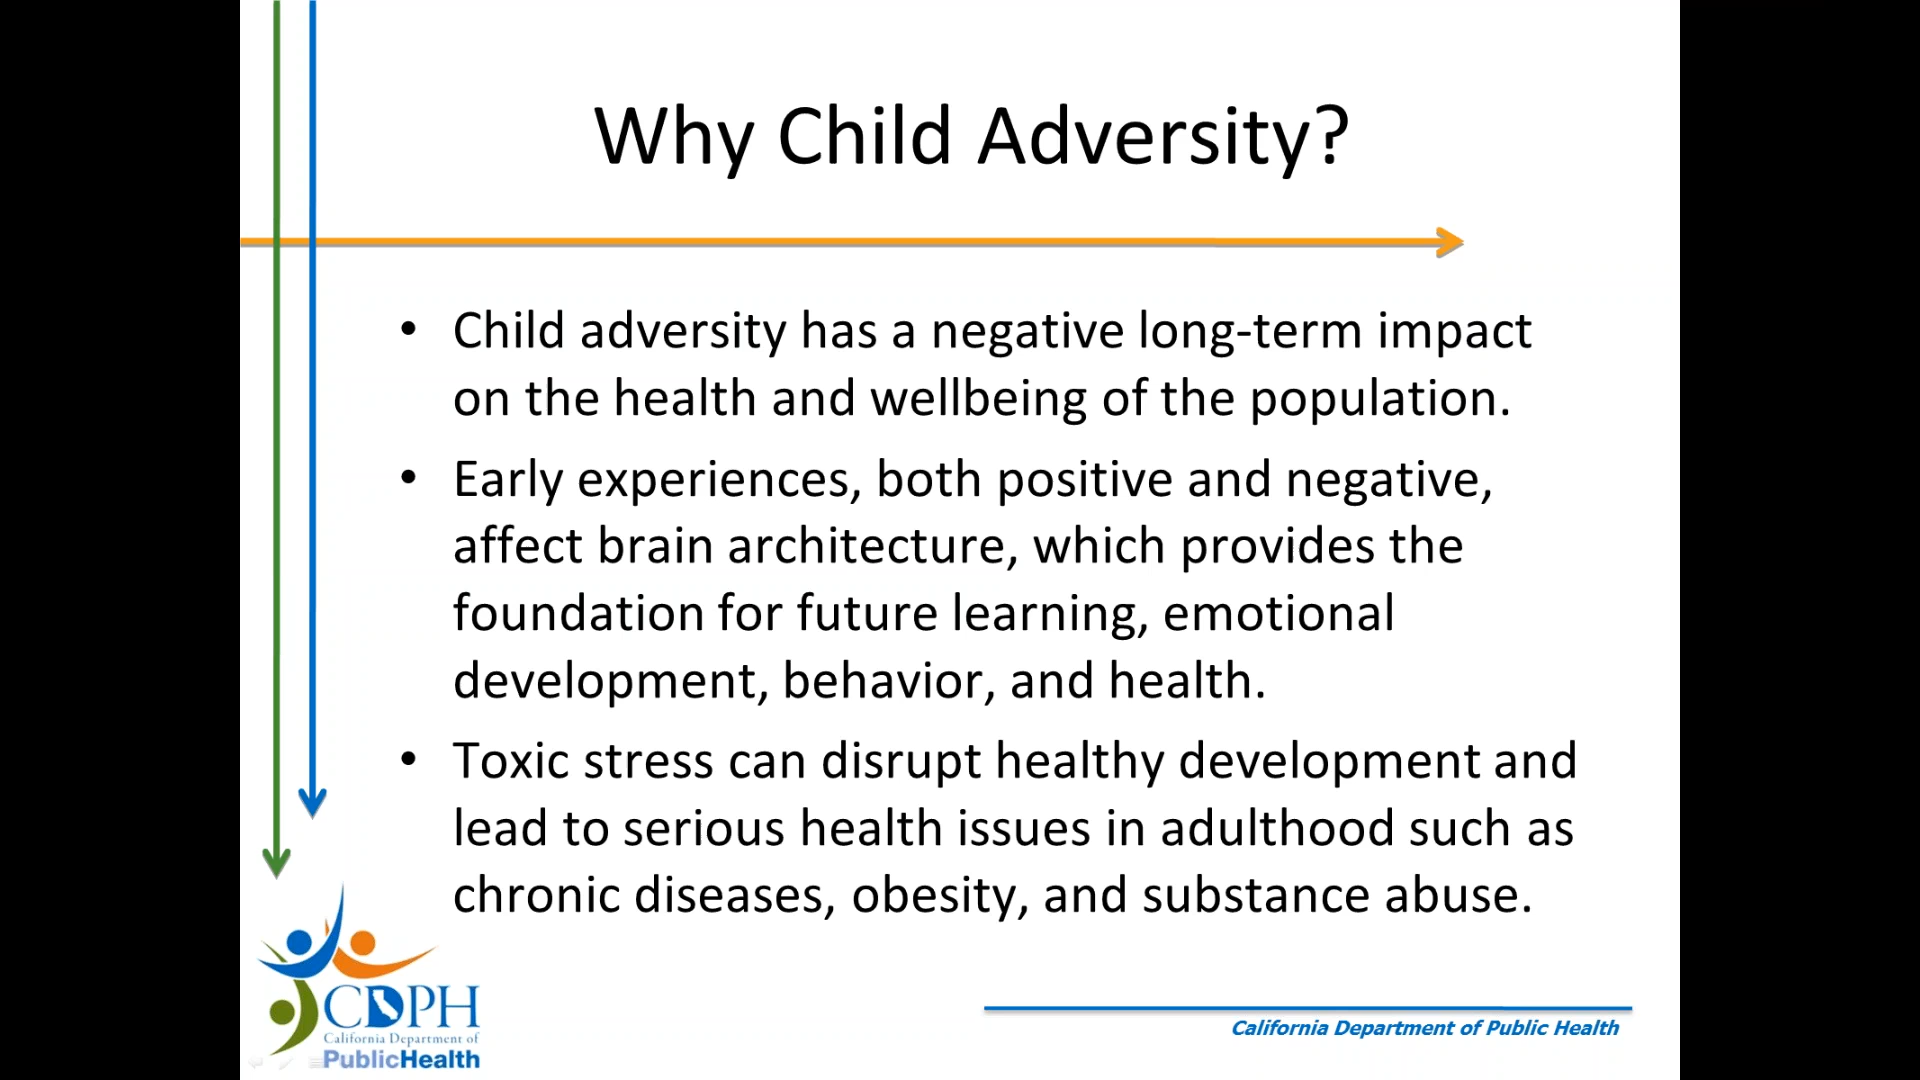 Why Child Adversity?
• Child adversity has a negative long-term impact
on the health and wellbeing of the population.
• Early experiences, both positive and negative,
affect brain architecture, which provides the
foundation for future learning, emotional
development, behavior, and health.
• Toxic stress can disrupt healthy development and
lead to serious health issues in adulthood such as
chronic diseases, obesity, and substance abuse.
CDPH
California Department of
PublicHealth
California Department of Public Health